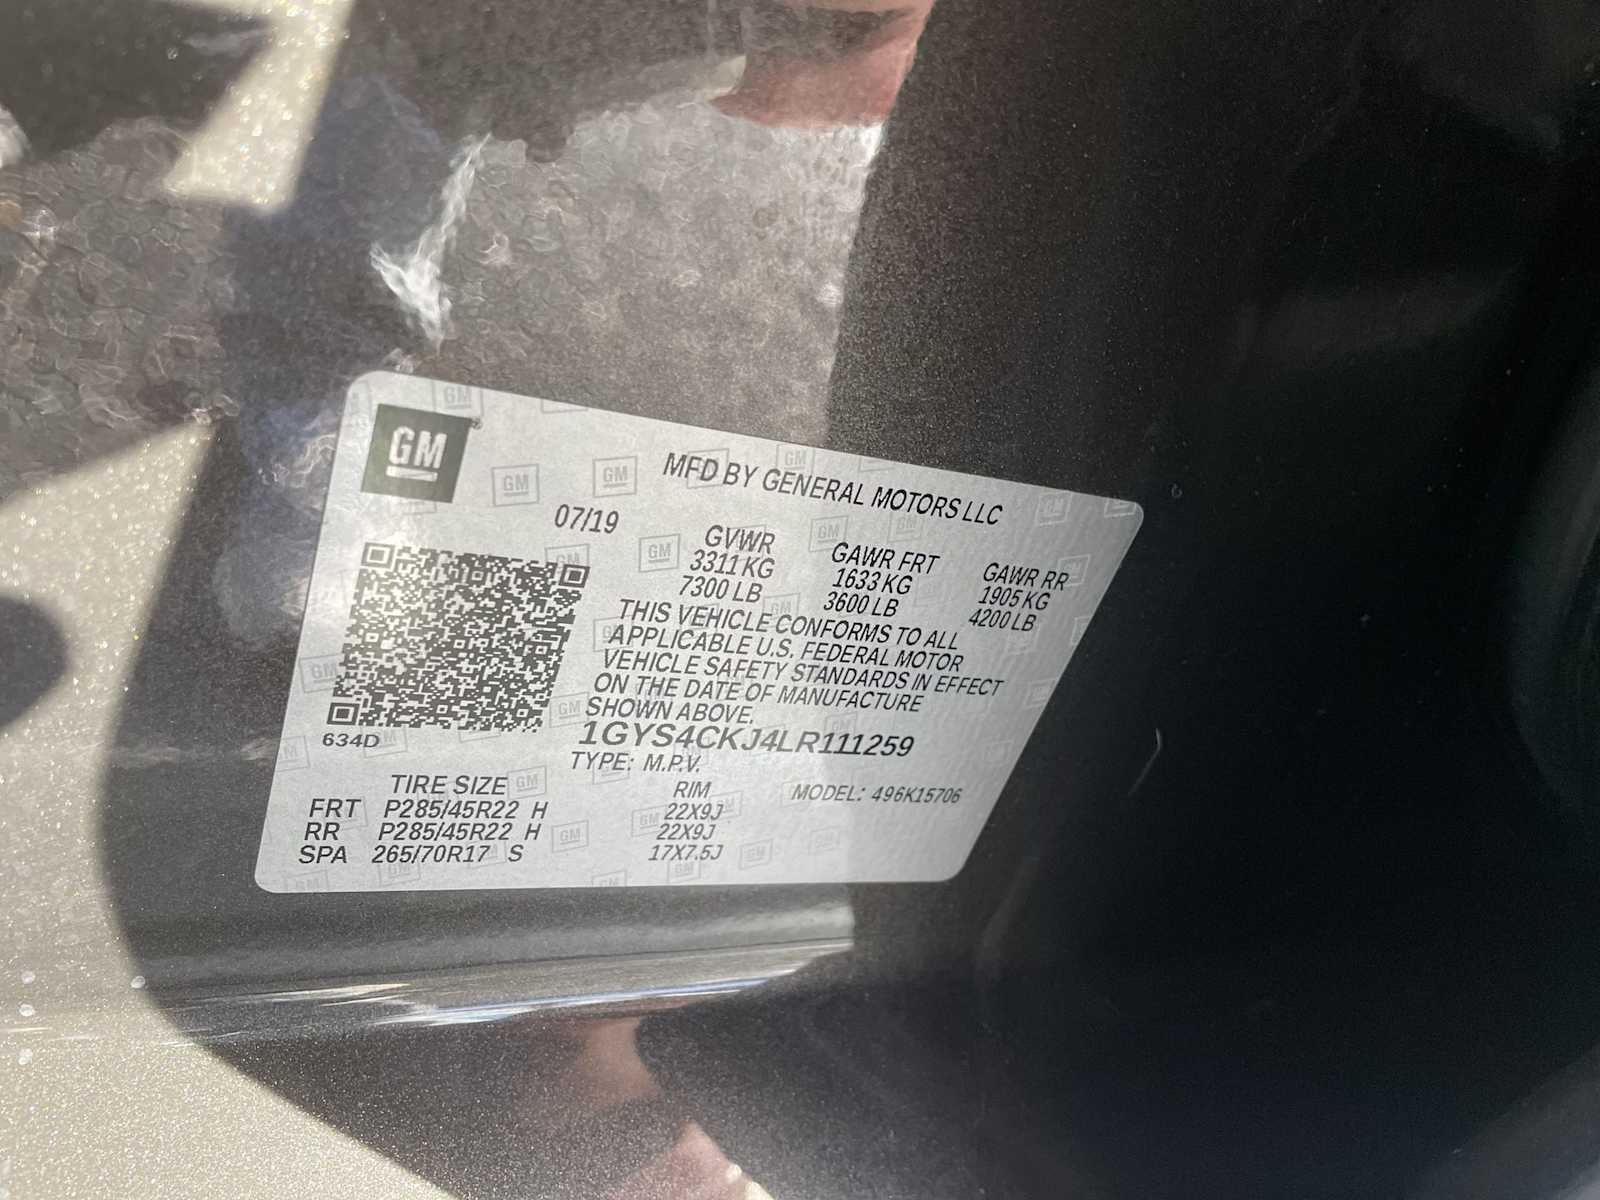 GM
MFD BY GENERAL MOTORS LLC
07/19
GVWR GAWR FRT GAWR RR
3311 KG 1633 KG 1905 KG
7300 LB 3600 LB 4200 LB
THIS VEHICLE CONFORMS TO ALL
APPLICABLE U.S. FEDERAL MOTOR
VEHICLE SAFETY STANDARDS IN EFFECT
ON THE DATE OF MANUFACTURE
SHOWN ABOVE.
634D
1GYS4CKJ4LR111259
TYPE: M.P.V.
MODEL: 496K15706
TIRE SIZE RIM
FRT P285/45R22 H 22X9J
RR P285/45R22 H 22X9J
SPA 265/70R17 S 17X7.5J